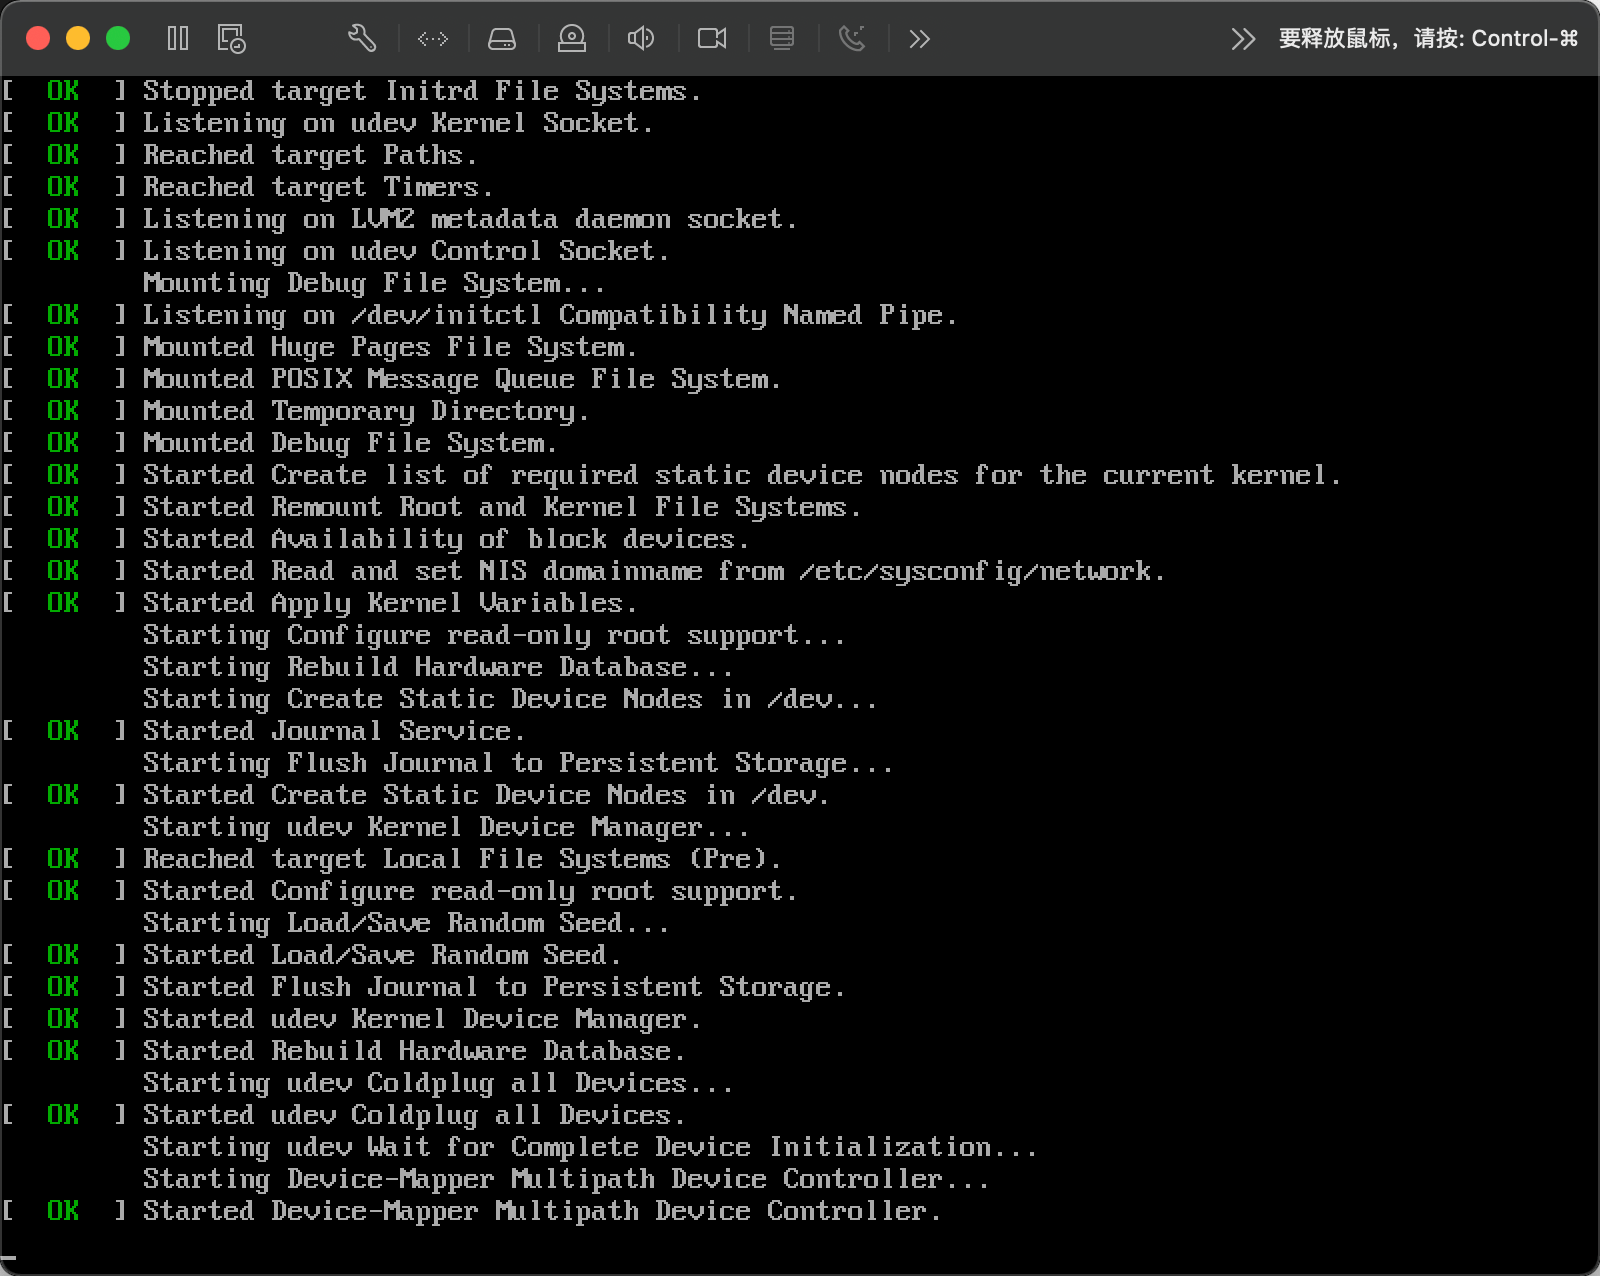 要释放鼠标，请按: Control-⌘
[  OK  ] Stopped target Initrd File Systems.
[  OK  ] Listening on udev Kernel Socket.
[  OK  ] Reached target Paths.
[  OK  ] Reached target Timers.
[  OK  ] Listening on LVM2 metadata daemon socket.
[  OK  ] Listening on udev Control Socket.
         Mounting Debug File System...
[  OK  ] Listening on /dev/initctl Compatibility Named Pipe.
[  OK  ] Mounted Huge Pages File System.
[  OK  ] Mounted POSIX Message Queue File System.
[  OK  ] Mounted Temporary Directory.
[  OK  ] Mounted Debug File System.
[  OK  ] Started Create list of required static device nodes for the current kernel.
[  OK  ] Started Remount Root and Kernel File Systems.
[  OK  ] Started Availability of block devices.
[  OK  ] Started Read and set NIS domainname from /etc/sysconfig/network.
[  OK  ] Started Apply Kernel Variables.
         Starting Configure read-only root support...
         Starting Rebuild Hardware Database...
         Starting Create Static Device Nodes in /dev...
[  OK  ] Started Journal Service.
         Starting Flush Journal to Persistent Storage...
[  OK  ] Started Create Static Device Nodes in /dev.
         Starting udev Kernel Device Manager...
[  OK  ] Reached target Local File Systems (Pre).
[  OK  ] Started Configure read-only root support.
         Starting Load/Save Random Seed...
[  OK  ] Started Load/Save Random Seed.
[  OK  ] Started Flush Journal to Persistent Storage.
[  OK  ] Started udev Kernel Device Manager.
[  OK  ] Started Rebuild Hardware Database.
         Starting udev Coldplug all Devices...
[  OK  ] Started udev Coldplug all Devices.
         Starting udev Wait for Complete Device Initialization...
         Starting Device-Mapper Multipath Device Controller...
[  OK  ] Started Device-Mapper Multipath Device Controller.